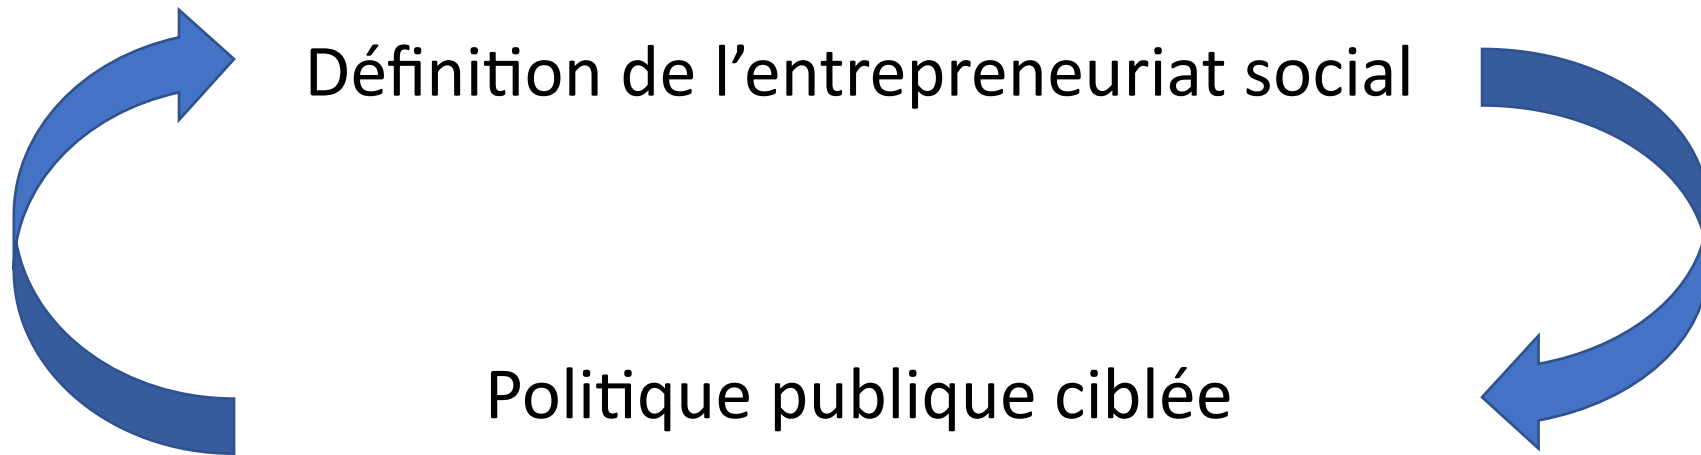 Définition de l’entrepreneuriat social
Politique publique ciblée